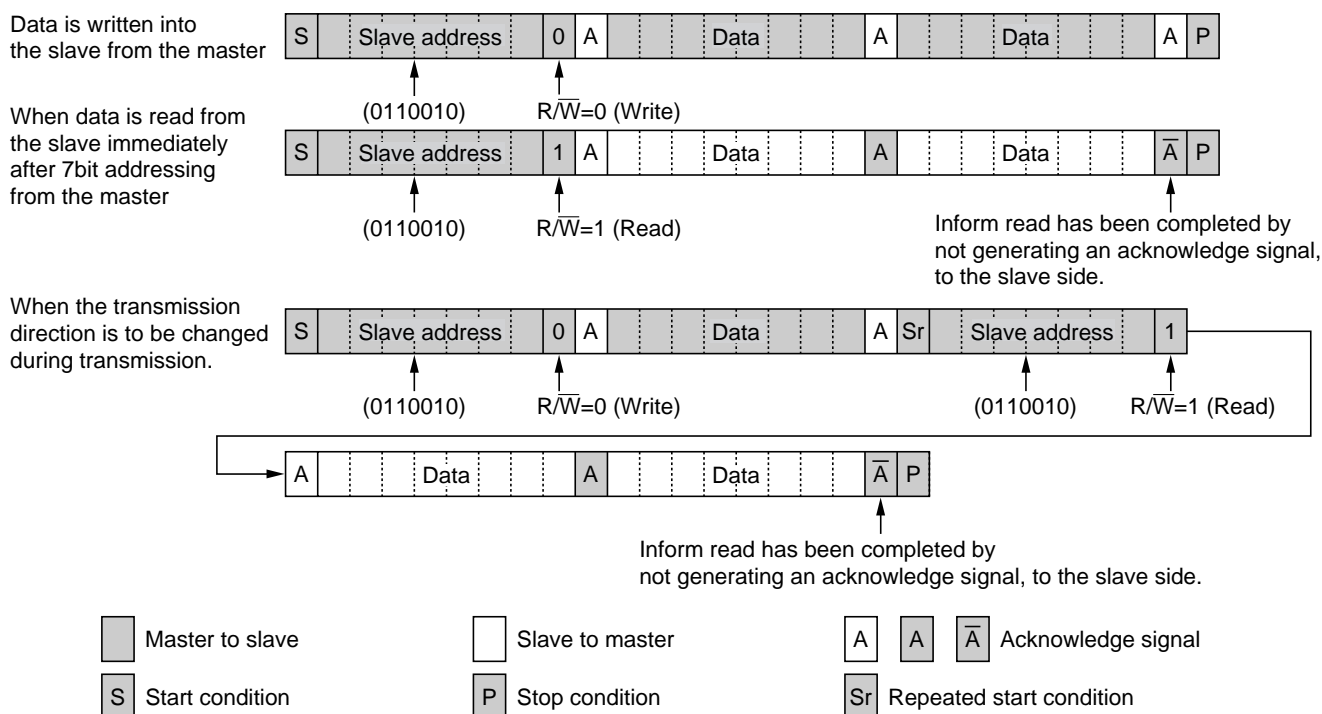 Data is written into
the slave from the master
S Slave address 0 A Data A Data A P
(0110010) R/W̅=0 (Write)
When data is read from
the slave immediately
after 7bit addressing
from the master
S Slave address 1 A Data A Data A̅ P
(0110010) R/W̅=1 (Read)
Inform read has been completed by
not generating an acknowledge signal,
to the slave side.
When the transmission
direction is to be changed
during transmission.
S Slave address 0 A Data A Sr Slave address 1
(0110010) R/W̅=0 (Write) (0110010) R/W̅=1 (Read)
A Data A Data A̅ P
Inform read has been completed by
not generating an acknowledge signal, to the slave side.
Master to slave Slave to master A A A̅ Acknowledge signal
S Start condition P Stop condition Sr Repeated start condition